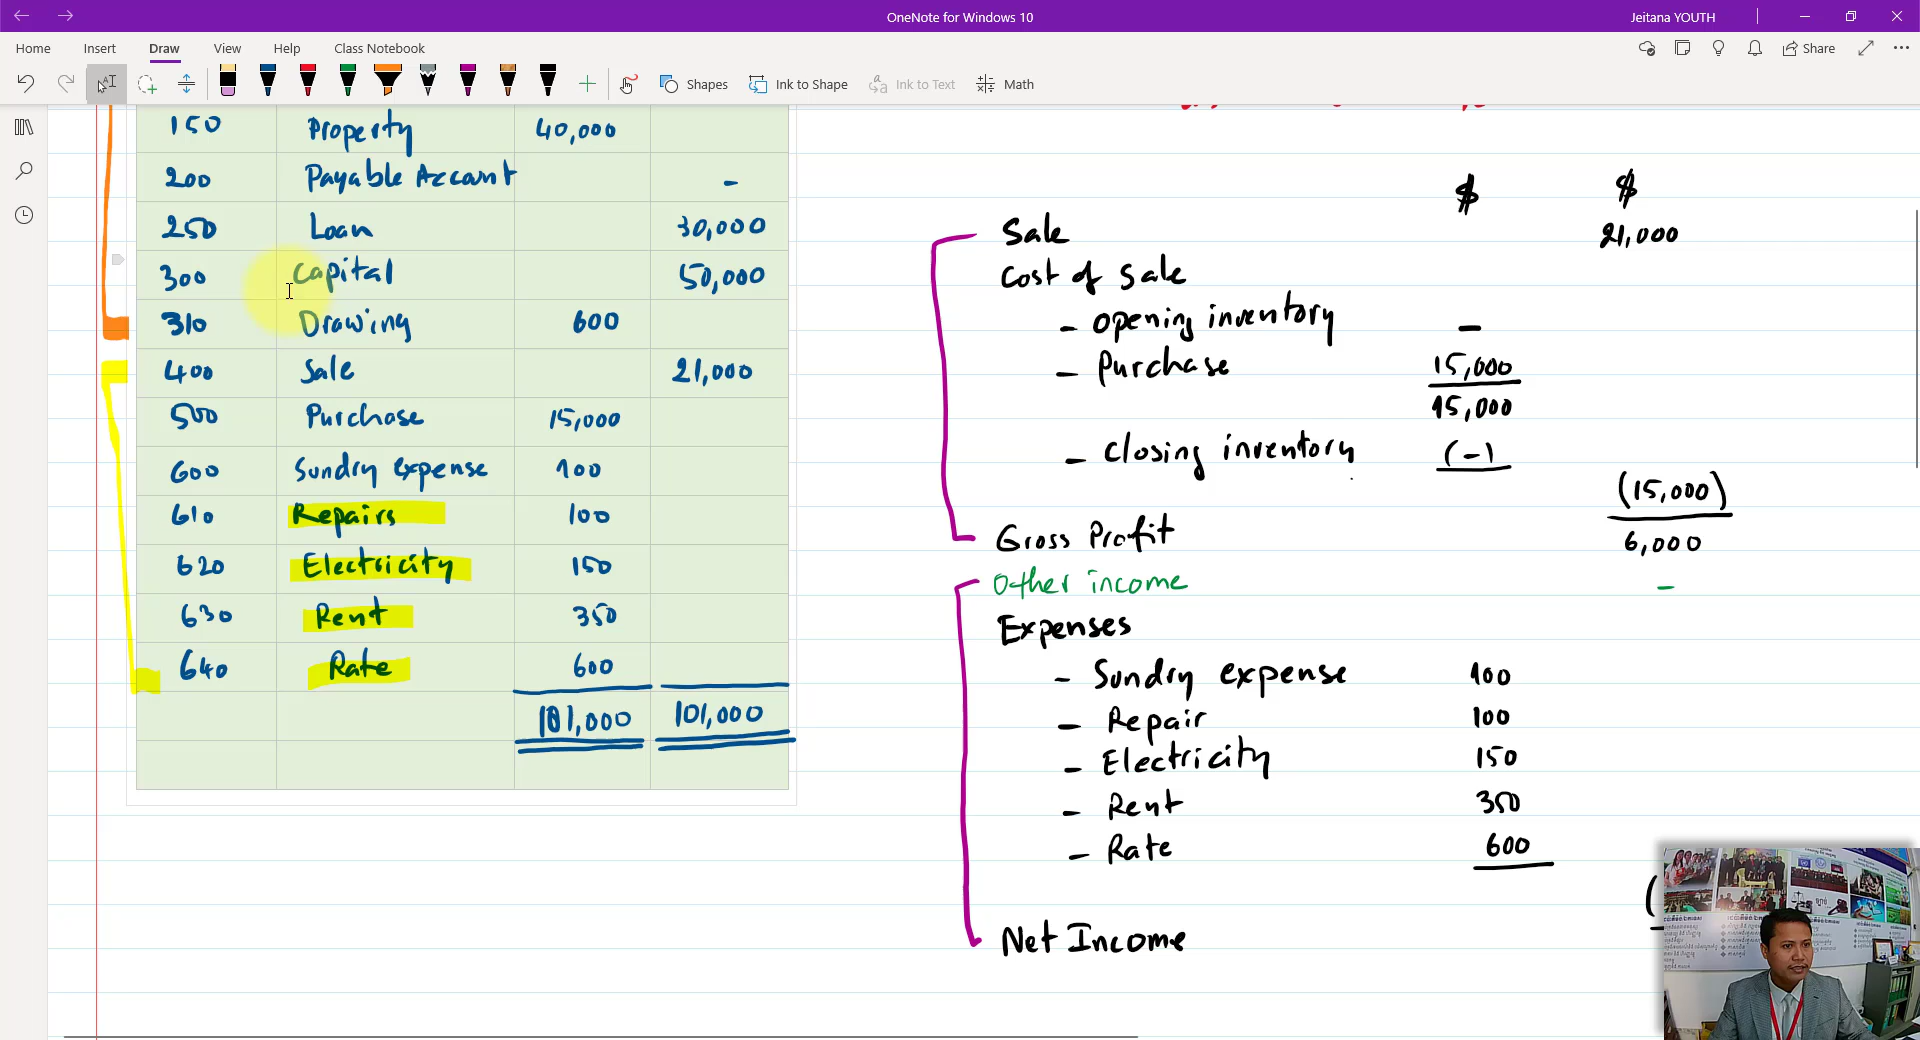 OneNote for Windows 10
Jeitana YOUTH
Home Insert Draw View Help Class Notebook
Share
Shapes Ink to Shape Ink to Text Math
150 Property 40,000
200 Payable Account -
250 Loan 30,000
300 Capital 50,000
310 Drawing 600
400 Sale 21,000
500 Purchase 15,000
600 Sundry expense 100
610 Repairs 100
620 Electricity 150
630 Rent 350
640 Rate 600
101,000 101,000
$ $
Sale 21,000
Cost of Sale
- Opening inventory -
- Purchase 15,000
15,000
- Closing inventory (-)
(15,000)
Gross Profit 6,000
Other income -
Expenses
- Sundry expense 100
- Repair 100
- Electricity 150
- Rent 350
- Rate 600
(
Net Income